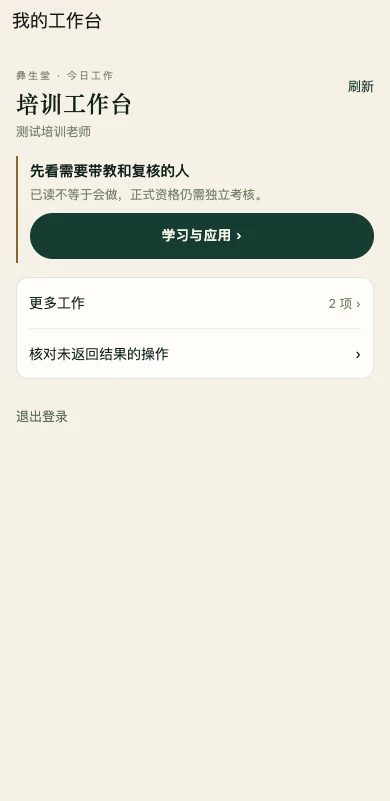 我的工作台
彝生堂 · 今日工作
培训工作台
刷新
测试培训老师
先看需要带教和复核的人
已读不等于会做，正式资格仍需独立考核。
学习与应用 ›
更多工作 2 项 ›
核对未返回结果的操作 ›
退出登录